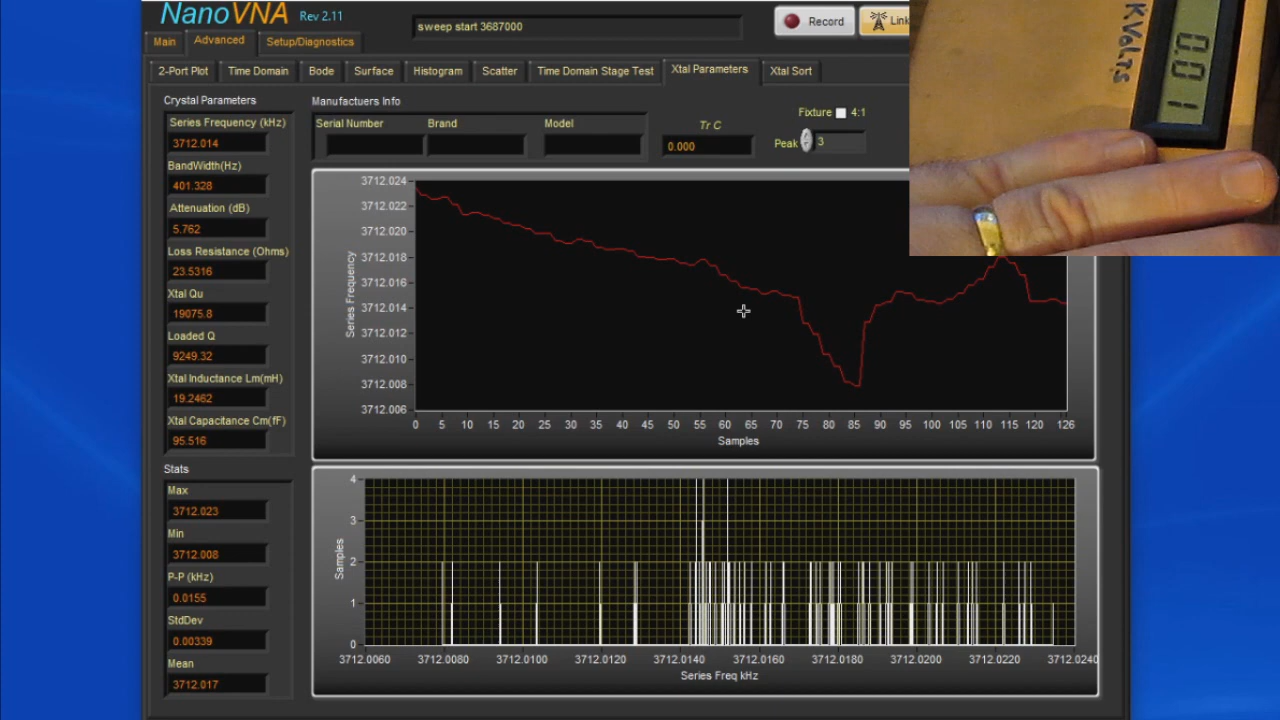 NanoVNA Rev 2.11
sweep start 3687000
Record
Link
Main
Advanced
Setup/Diagnostics
2-Port Plot
Time Domain
Bode
Surface
Histogram
Scatter
Time Domain Stage Test
Xtal Parameters
Xtal Sort
Crystal Parameters
Series Frequency (kHz)
3712.014
BandWidth(Hz)
401.328
Attenuation (dB)
5.762
Loss Resistance (Ohms)
23.5316
Xtal Qu
19075.8
Loaded Q
9249.32
Xtal Inductance Lm(mH)
19.2462
Xtal Capacitance Cm(fF)
95.516
Stats
Max
3712.023
Min
3712.008
P-P (kHz)
0.0155
StdDev
0.00339
Mean
3712.017
Manufactuers Info
Serial Number
Brand
Model
Tr C
0.000
Fixture 4:1
Peak 3
3712.024
3712.022
3712.020
3712.018
3712.016
3712.014
3712.012
3712.010
3712.008
3712.006
Series Frequency
0 5 10 15 20 25 30 35 40 45 50 55 60 65 70 75 80 85 90 95 100 105 110 115 120 126
Samples
4
3
2
1
0
Samples
3712.0060 3712.0080 3712.0100 3712.0120 3712.0140 3712.0160 3712.0180 3712.0200 3712.0220 3712.0240
Series Freq kHz
KVolts
0.01